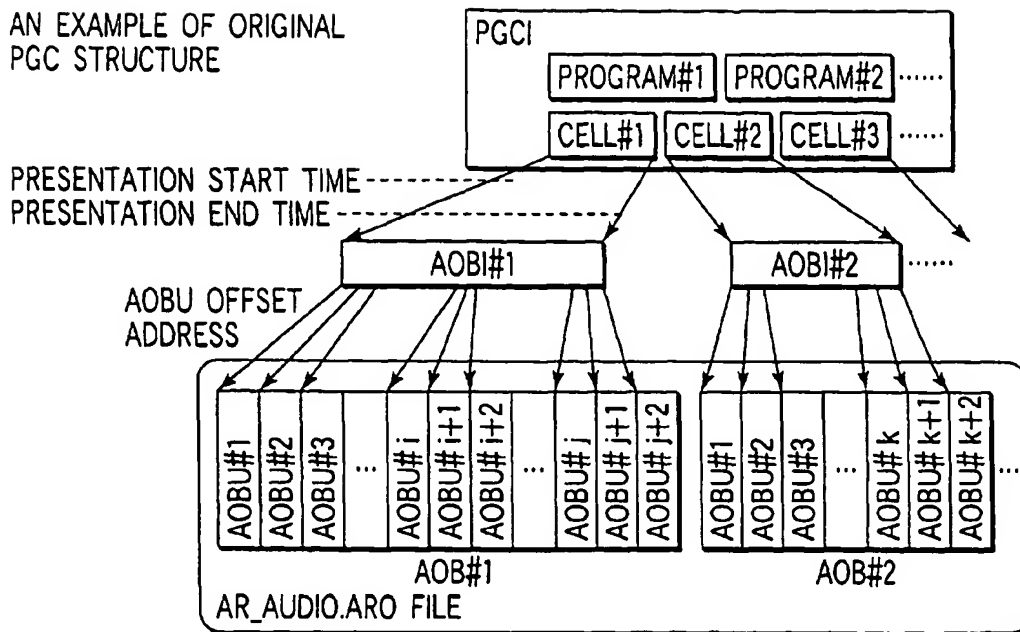 AN EXAMPLE OF ORIGINAL
PGC STRUCTURE
PGCI
PROGRAM#1 PROGRAM#2 ......
CELL#1 CELL#2 CELL#3 ......
PRESENTATION START TIME
PRESENTATION END TIME
AOBI#1 AOBI#2 ......
AOBU OFFSET
ADDRESS
AOBU#1 AOBU#2 AOBU#3 ... AOBU# i AOBU# i+1 AOBU# i+2 ... AOBU# j AOBU# j+1 AOBU# j+2
AOBU#1 AOBU#2 AOBU#3 ... AOBU# k AOBU# k+1 AOBU# k+2 ...
AOB#1 AOB#2
AR_AUDIO.ARO FILE